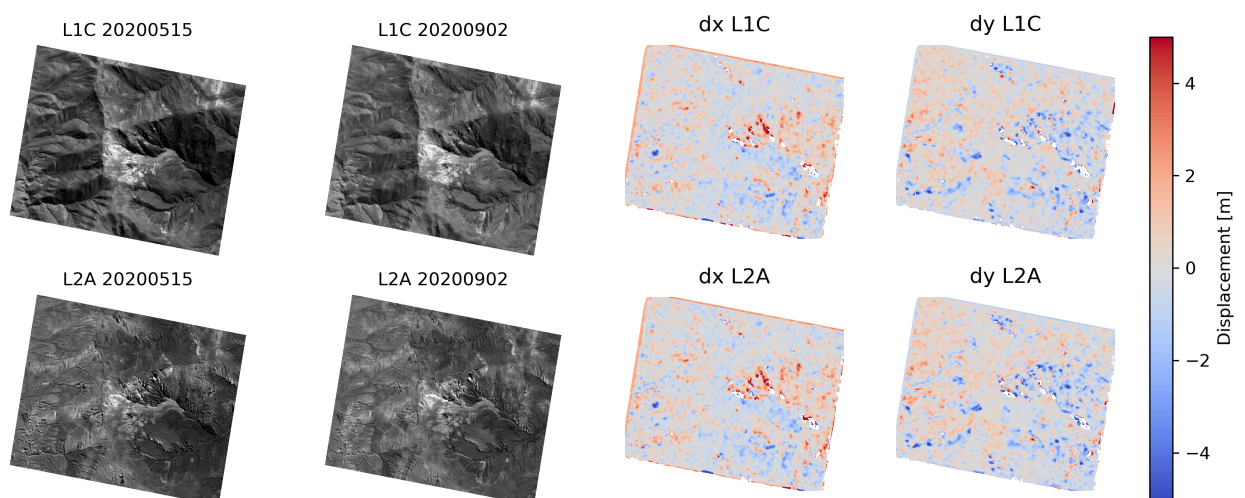 L1C 20200515
L1C 20200902
dx L1C
dy L1C
L2A 20200515
L2A 20200902
dx L2A
dy L2A
4
2
0
−2
−4
Displacement [m]